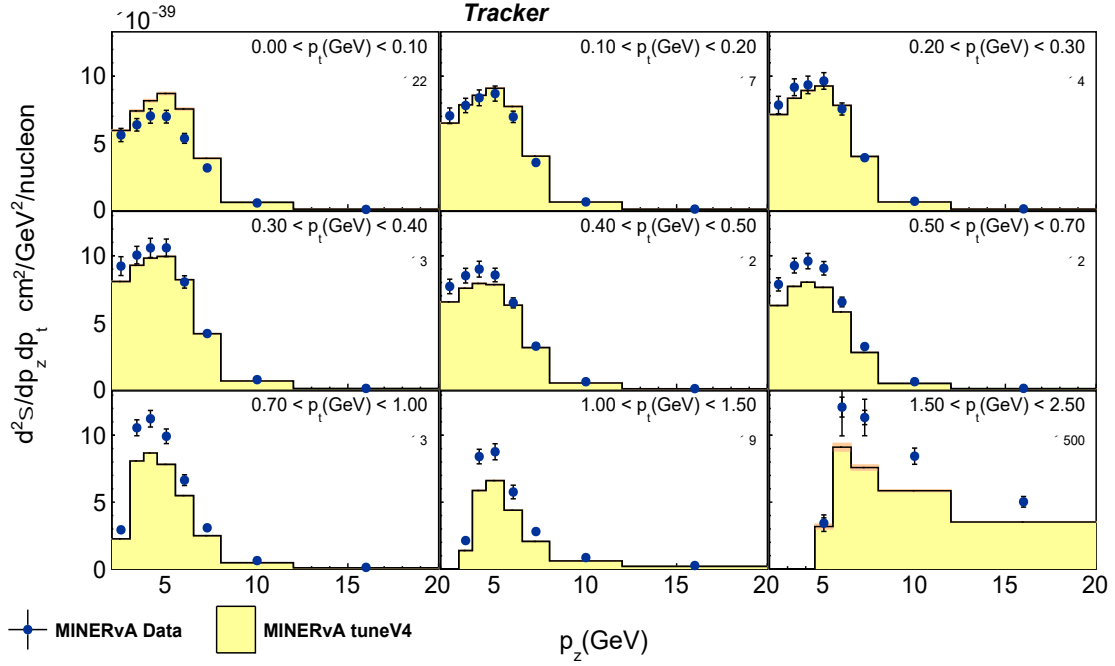 ´10⁻³⁹ Tracker
0.00 < pₜ(GeV) < 0.10
´ 22
0.10 < pₜ(GeV) < 0.20
´ 7
0.20 < pₜ(GeV) < 0.30
´ 4
10
5
0
0.30 < pₜ(GeV) < 0.40
´ 3
0.40 < pₜ(GeV) < 0.50
´ 2
0.50 < pₜ(GeV) < 0.70
´ 2
10
5
0
0.70 < pₜ(GeV) < 1.00
´ 3
1.00 < pₜ(GeV) < 1.50
´ 9
1.50 < pₜ(GeV) < 2.50
´ 500
10
5
0
d²s/dp_z dpₜ cm²/GeV²/nucleon
5 10 15 20 5 10 15 20 5 10 15 20
MINERvA Data MINERvA tuneV4
p_z(GeV)